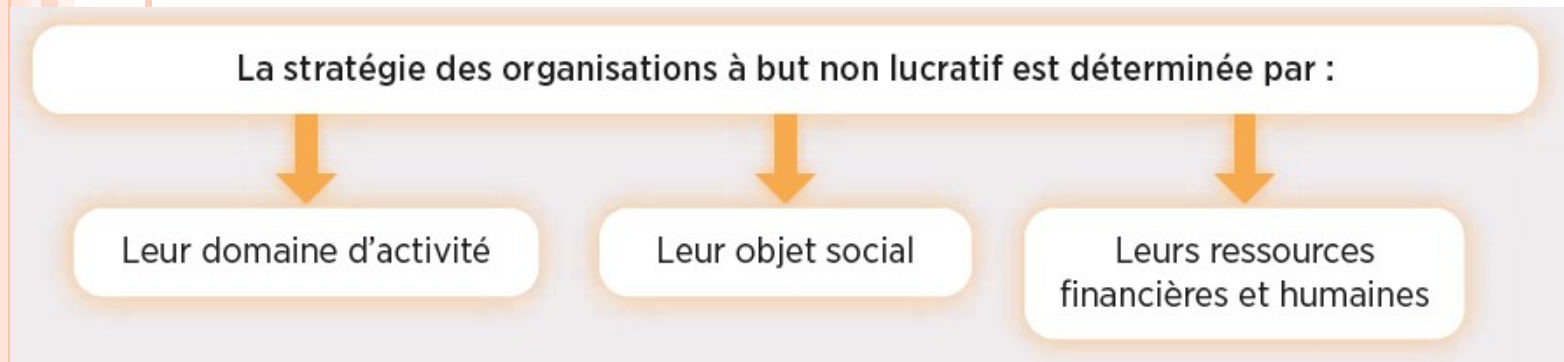 La stratégie des organisations à but non lucratif est déterminée par :
Leur domaine d'activité
Leur objet social
Leurs ressources
financières et humaines